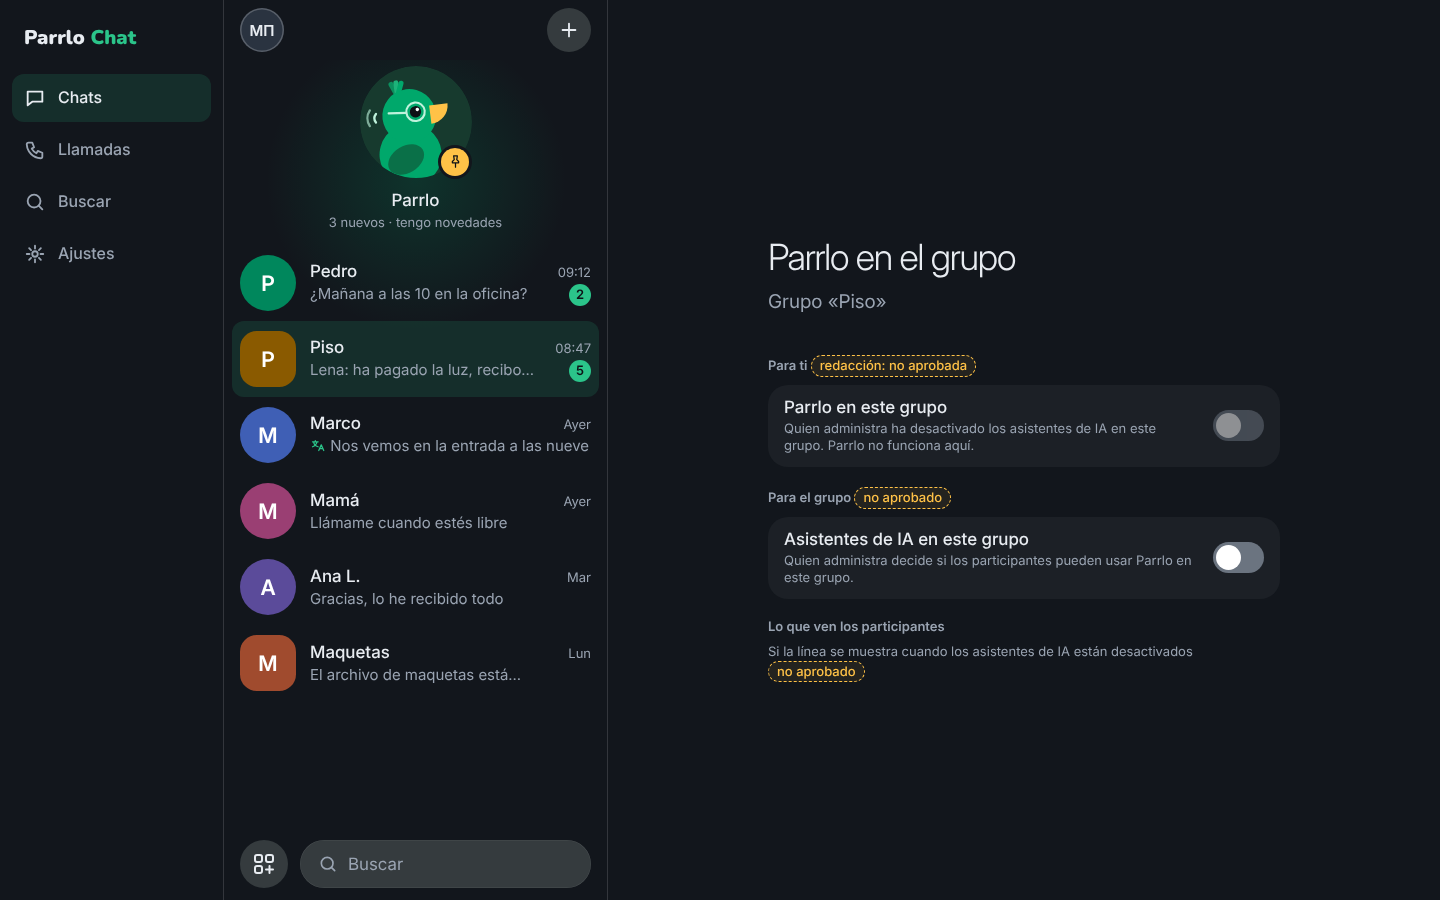 Parrlo Chat
Chats
Llamadas
Buscar
Ajustes
МП
Parrlo
3 nuevos · tengo novedades
Pedro
09:12
¿Mañana a las 10 en la oficina?
2
P
Piso
08:47
Lena: ha pagado la luz, recibo...
5
P
Marco
Ayer
Nos vemos en la entrada a las nueve
M
Mamá
Ayer
Llámame cuando estés libre
M
Ana L.
Mar
Gracias, lo he recibido todo
A
Maquetas
Lun
El archivo de maquetas está...
M
Buscar
Parrlo en el grupo
Grupo «Piso»
Para ti redacción: no aprobada
Parrlo en este grupo
Quien administra ha desactivado los asistentes de IA en este
grupo. Parrlo no funciona aquí.
Para el grupo no aprobado
Asistentes de IA en este grupo
Quien administra decide si los participantes pueden usar Parrlo en
este grupo.
Lo que ven los participantes
Si la línea se muestra cuando los asistentes de IA están desactivados
no aprobado